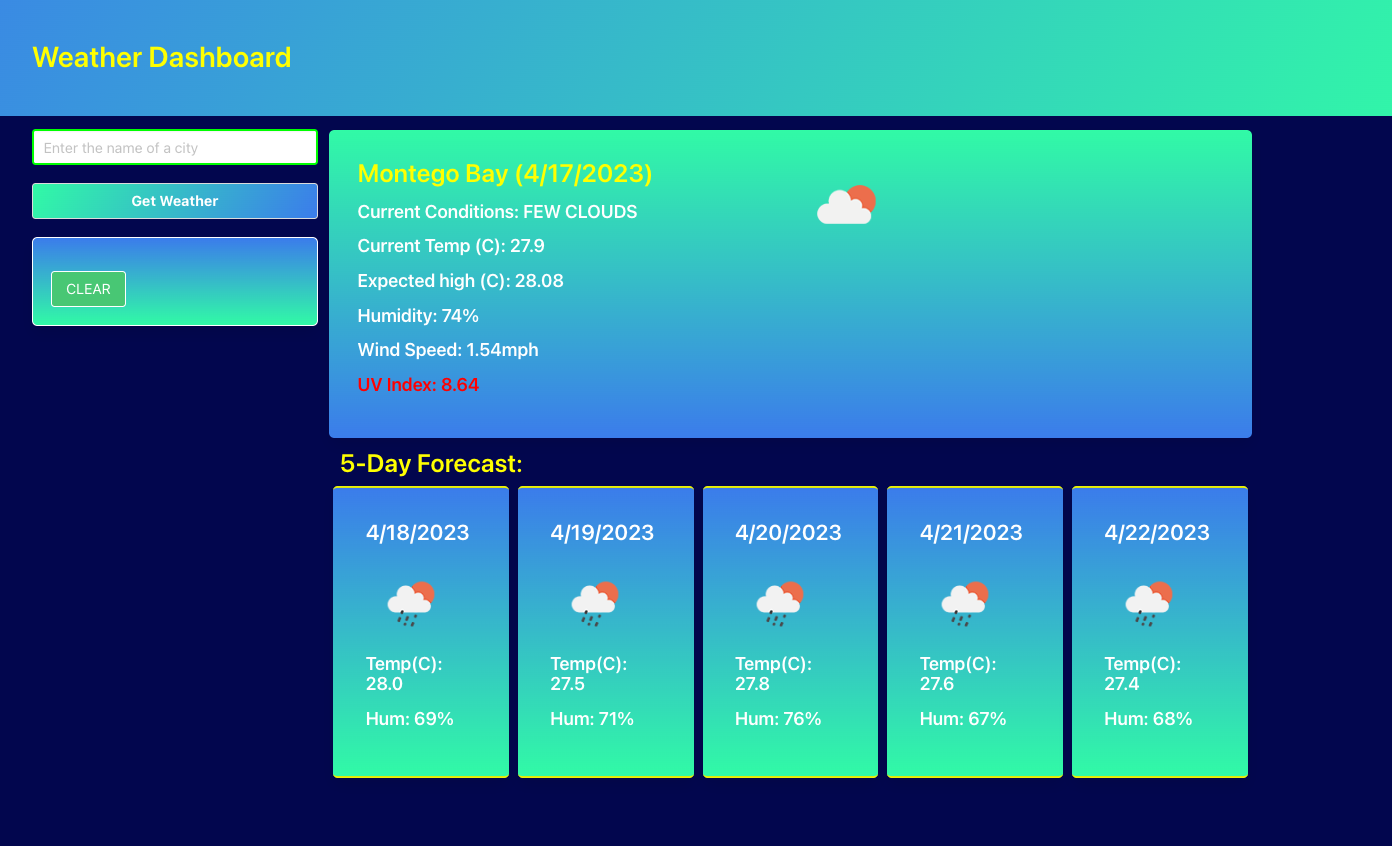 Weather Dashboard
Enter the name of a city
Get Weather
CLEAR
Montego Bay (4/17/2023)
Current Conditions: FEW CLOUDS
Current Temp (C): 27.9
Expected high (C): 28.08
Humidity: 74%
Wind Speed: 1.54mph
UV Index: 8.64
5-Day Forecast:
4/18/2023
Temp(C):
28.0
Hum: 69%
4/19/2023
Temp(C):
27.5
Hum: 71%
4/20/2023
Temp(C):
27.8
Hum: 76%
4/21/2023
Temp(C):
27.6
Hum: 67%
4/22/2023
Temp(C):
27.4
Hum: 68%